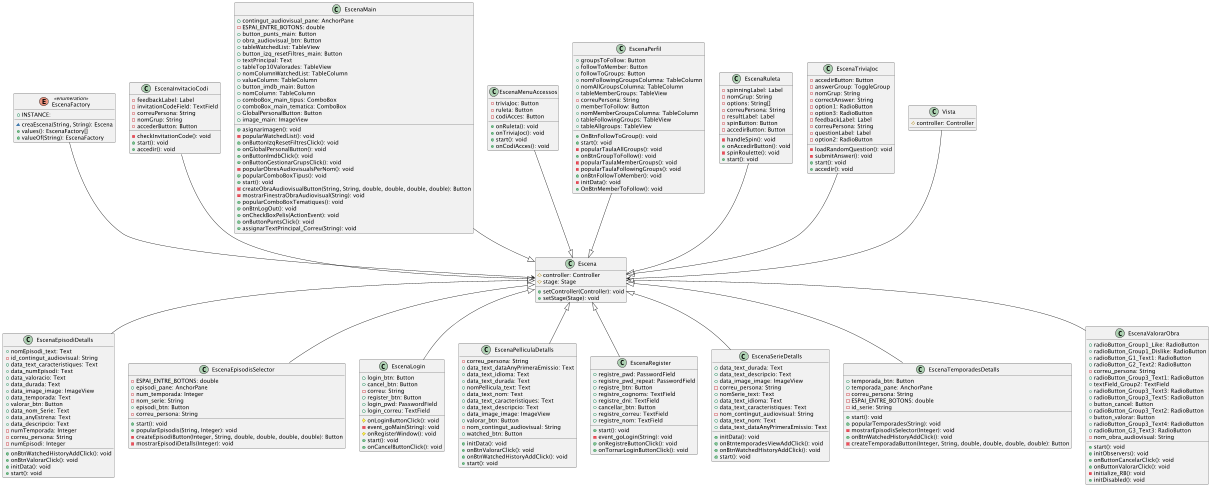 «enumeration»
EscenaFactory
INSTANCE
creaEscena(String, String): Escena
values(): EscenaFactory[]
valueOf(String): EscenaFactory
EscenaInvitacioCodi
feedbackLabel: Label
invitationCodeField: TextField
correuPersona: String
nomGrup: String
accederButton: Button
checkInvitationCode(): void
start(): void
accedir(): void
EscenaMain
contingut_audiovisual_pane: AnchorPane
ESPAI_ENTRE_BOTONS: double
button_punts_main: Button
obra_audiovisual_btn: Button
tableWatchedList: TableView
button_izq_resetFiltres_main: Button
textPrincipal: Text
tableTop10Valorades: TableView
nomColumnWatchedList: TableColumn
valueColumn: TableColumn
button_imdb_main: Button
nomColumn: TableColumn
comboBox_main_tipus: ComboBox
comboBox_main_tematica: ComboBox
GlobalPersonalButton: Button
image_main: ImageView
asignarImagen(): void
popularWatchedList(): void
onButtonIzqResetFiltresClick(): void
onGlobalPersonalButton(): void
onButtonImdbClick(): void
onButtonGestionarGrupsClick(): void
popularObresAudiovisualsPerNom(): void
popularComboBoxTipus(): void
start(): void
createObraAudiovisualButton(String, String, double, double, double, double): Button
mostrarFinestraObraAudiovisual(String): void
popularComboBoxTematiques(): void
onBtnLogOut(): void
onCheckBoxPelis(ActionEvent): void
onButtonPuntsClick(): void
assignarTextPrincipal_Correu(String): void
EscenaMenuAccessos
triviaJoc: Button
ruleta: Button
codiAcces: Button
onRuleta(): void
onTriviaJoc(): void
start(): void
onCodiAcces(): void
EscenaPerfil
groupsToFollow: Button
followToMember: Button
followToGroups: Button
nomFollowingGroupsColumns: TableColumn
nomAllGroupsColumna: TableColumn
tableMemberGroups: TableView
correuPersona: String
memberToFollow: Button
nomMemberGroupsColumns: TableColumn
tableFollowingGroups: TableView
tableAllgroups: TableView
OnBtnFollowToGroup(): void
start(): void
popularTaulaAllGroups(): void
onBtnGroupToFollow(): void
popularTaulaMemberGroups(): void
popularTaulaFollowingGroups(): void
onBtnFollowToMember(): void
initData(): void
OnBtnMemberToFollow(): void
EscenaRuleta
spinningLabel: Label
nomGrup: String
options: String[]
correuPersona: String
resultLabel: Label
spinButton: Button
accedirButton: Button
handleSpin(): void
onAccedirButton(): void
spinRoulette(): void
start(): void
EscenaTriviaJoc
accedirButton: Button
answerGroup: ToggleGroup
nomGrup: String
correctAnswer: String
option1: RadioButton
option3: RadioButton
feedbackLabel: Label
correuPersona: String
questionLabel: Label
option2: RadioButton
loadRandomQuestion(): void
submitAnswer(): void
start(): void
accedir(): void
Vista
controller: Controller
Escena
controller: Controller
stage: Stage
setController(Controller): void
setStage(Stage): void
EscenaEpisodiDetails
nomEpisodi_text: Text
id_contingut_audiovisual: String
data_text_caracteristiques: Text
data_numEpisodi: Text
data_valoracio: Text
data_durada: Text
data_image_image: ImageView
data_temporada: Text
valorar_btn: Button
data_nom_Serie: Text
data_anyEstrena: Text
data_descripcio: Text
numTemporada: Integer
correu_persona: String
numEpisodi: Integer
onBtnWatchedHistoryAddClick(): void
onBtnValorarClick(): void
initData(): void
start(): void
EscenaEpisodisSelector
ESPAI_ENTRE_BOTONS: double
episodi_pane: AnchorPane
num_temporada: Integer
nom_serie: String
episodi_btn: Button
correu_persona: String
start(): void
popularEpisodis(String, Integer): void
createEpisodiButton(Integer, String, double, double, double, double): Button
mostrarEpisodiDetalls(Integer): void
EscenaLogin
login_btn: Button
cancel_btn: Button
correu: String
register_btn: Button
login_pwd: PasswordField
login_correu: TextField
onLoginButtonClick(): void
event_goMain(String): void
onRegisterWindow(): void
start(): void
onCancelButtonClick(): void
EscenaPelliculaDetails
correu_persona: String
data_text_dataAnyPrimeraEmissio: Text
data_text_idioma: Text
data_text_durada: Text
nomPelicula_text: Text
data_text_nom: Text
data_text_caracteristiques: Text
data_text_descripcio: Text
data_image_image: ImageView
valorar_btn: Button
nom_contingut_audiovisual: String
watched_btn: Button
initData(): void
onBtnValorarClick(): void
onBtnWatchedHistoryAddClick(): void
start(): void
EscenaRegister
registre_pwd: PasswordField
registre_pwd_repeat: PasswordField
registre_btn: Button
registre_cognoms: TextField
registre_dni: TextField
cancellar_btn: Button
registre_correu: TextField
registre_nom: TextField
start(): void
event_goLogin(String): void
onRegistreButtonClick(): void
onTornarLoginButtonClick(): void
EscenaSerieDetails
data_text_durada: Text
data_text_descripcio: Text
data_image_image: ImageView
correu_persona: String
nomSerie_text: Text
data_text_idioma: Text
data_text_caracteristiques: Text
nom_contingut_audiovisual: String
data_text_nom: Text
data_text_dataAnyPrimeraEmissio: Text
initData(): void
onBtntemporadesViewAddClick(): void
onBtnWatchedHistoryAddClick(): void
start(): void
EscenaTemporadesDetalls
temporada_btn: Button
temporada_pane: AnchorPane
correu_persona: String
ESPAI_ENTRE_BOTONS: double
id_serie: String
start(): void
popularTemporades(String): void
mostrarEpisodisSelector(Integer): void
onBtnWatchedHistoryAddClick(): void
createTemporadaButton(Integer, String, double, double, double, double): Button
EscenaValorarObra
radioButton_Group1_Like: RadioButton
radioButton_Group1_Dislike: RadioButton
radioButton_G1_Text1: RadioButton
radioButton_G2_Text2: RadioButton
correu_persona: String
radioButton_Group3_Text1: RadioButton
textField_Group2: TextField
radioButton_Group3_Text3: RadioButton
radioButton_Group3_Text5: RadioButton
button_cancel: Button
radioButton_Group3_Text2: RadioButton
button_valorar: Button
radioButton_Group3_Text4: RadioButton
radioButton_G3_Text3: RadioButton
nom_obra_audiovisual: String
start(): void
initObservers(): void
onButtonCancelarClick(): void
onButtonValorarClick(): void
initialize_RB(): void
initDisabled(): void